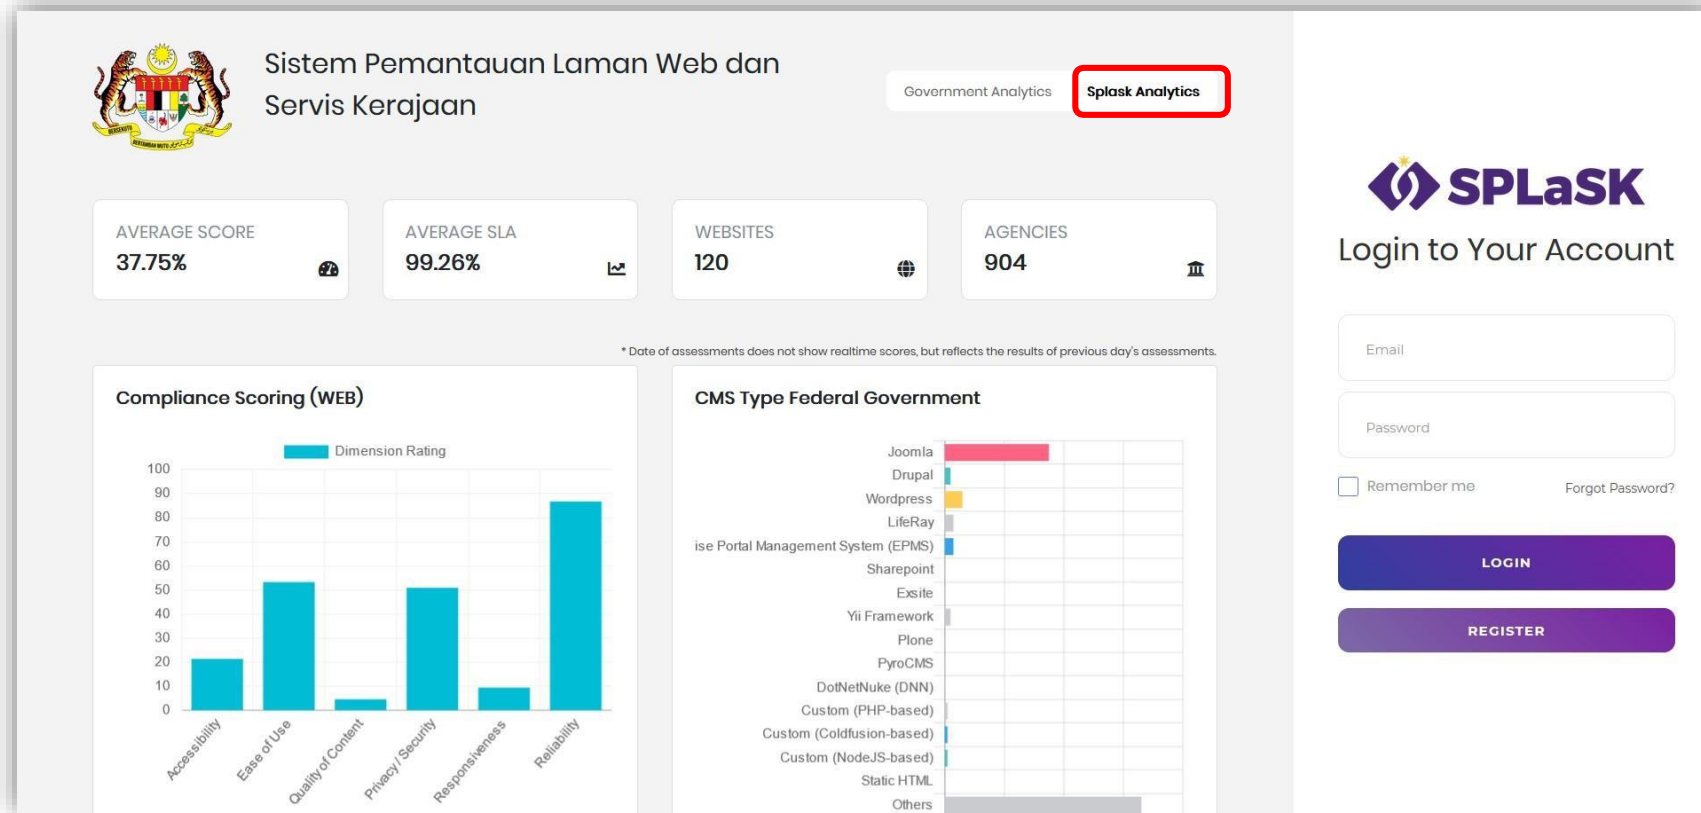 Sistem Pemantauan Laman Web dan
Servis Kerajaan
Government Analytics
Splask Analytics
AVERAGE SCORE
37.75%
AVERAGE SLA
99.26%
WEBSITES
120
AGENCIES
904
* Date of assessments does not show realtime scores, but reflects the results of previous day's assessments.
Compliance Scoring (WEB)
Dimension Rating
100
90
80
70
60
50
40
30
20
10
0
Accessibility
Ease of Use
Quality of Content
Privacy / Security
Responsiveness
Reliability
CMS Type Federal Government
Joomla
Drupal
Wordpress
LifeRay
ise Portal Management System (EPMS)
Sharepoint
Exsite
Yii Framework
Plone
PyroCMS
DotNetNuke (DNN)
Custom (PHP-based)
Custom (Coldfusion-based)
Custom (NodeJS-based)
Static HTML
Others
SPLaSK
Login to Your Account
Email
Password
Remember me
Forgot Password?
LOGIN
REGISTER